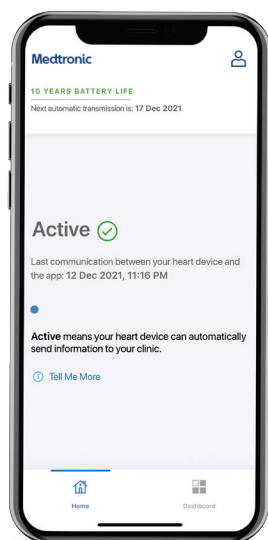 Medtronic
10 YEARS BATTERY LIFE
Next automatic transmission is: 17 Dec 2021
Active
Last communication between your heart device and
the app: 12 Dec 2021, 11:16 PM
Active means your heart device can automatically
send information to your clinic.
Tell Me More
Home
Dashboard